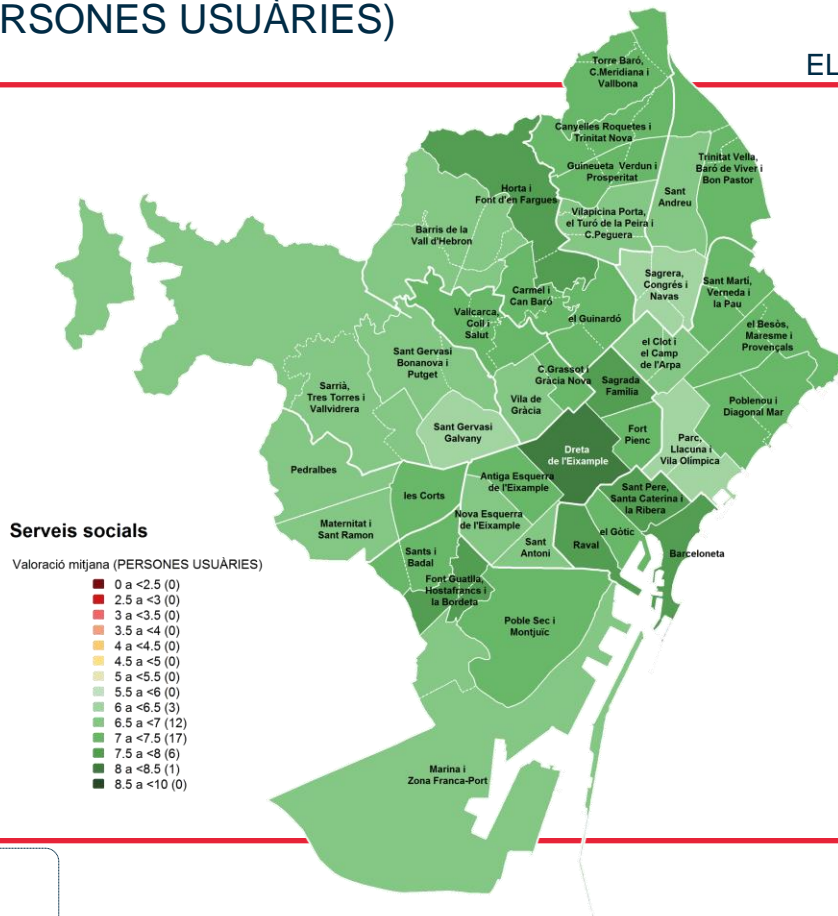 RSONES USUÀRIES)
EL
Torre Baró,
C.Meridiana i
Vallbona
Canyelles Roquetes i
Trinitat Nova
Guineueta Verdun i
Prosperitat
Trinitat Vella,
Baró de Viver i
Bon Pastor
Horta i
Font d'en Fargues
Sant
Andreu
Vilapicina Porta,
el Turó de la Peira i
C.Peguera
Barris de la
Vall d'Hebron
Sagrera,
Congrés i
Navas
Sant Martí,
Verneda i
la Pau
Carmel i
Can Baró
Vallcarca,
Coll i
Salut
el Guinardó
el Besòs,
Maresme i
Provençals
el Clot i
el Camp
de l'Arpa
Sant Gervasi
Bonanova i
Putget
C.Grassot i
Gràcia Nova
Sagrada
Família
Sarrià,
Tres Torres i
Vallvidrera
Vila de
Gràcia
Poblenou i
Diagonal Mar
Sant Gervasi
Galvany
Fort
Pienc
Parc,
Llacuna i
Vila Olímpica
Dreta
de l'Eixample
Pedralbes
Antiga Esquerra
de l'Eixample
les Corts
Sant Pere,
Santa Caterina i
la Ribera
Nova Esquerra
de l'Eixample
Maternitat i
Sant Ramon
el Gòtic
Sant
Antoni
Raval
Barceloneta
Sants i
Badal
Font Guatlla,
Hostafrancs i
la Bordeta
Poble Sec i
Montjuïc
Marina i
Zona Franca-Port
Serveis socials
Valoració mitjana (PERSONES USUÀRIES)
0 a <2.5 (0)
2.5 a <3 (0)
3 a <3.5 (0)
3.5 a <4 (0)
4 a <4.5 (0)
4.5 a <5 (0)
5 a <5.5 (0)
5.5 a <6 (0)
6 a <6.5 (3)
6.5 a <7 (12)
7 a <7.5 (17)
7.5 a <8 (6)
8 a <8.5 (1)
8.5 a <10 (0)